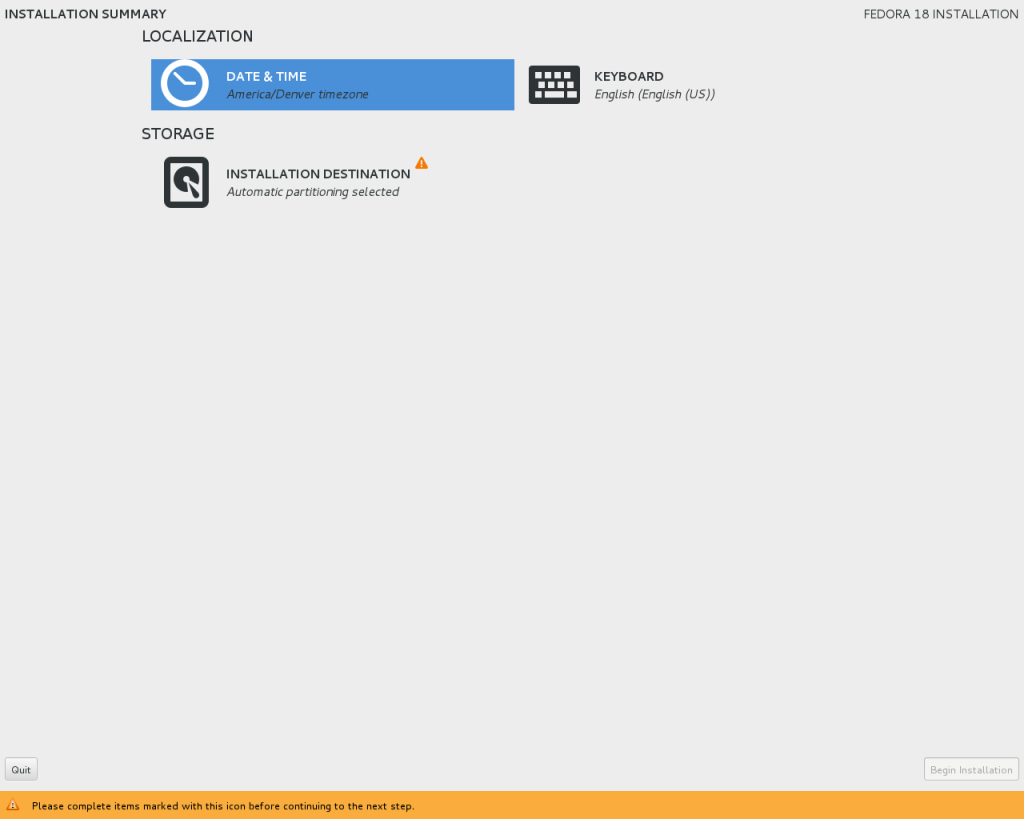 INSTALLATION SUMMARY
FEDORA 18 INSTALLATION
LOCALIZATION
DATE & TIME
America/Denver timezone
KEYBOARD
English (English (US))
STORAGE
INSTALLATION DESTINATION
Automatic partitioning selected
Quit
Begin Installation
Please complete items marked with this icon before continuing to the next step.